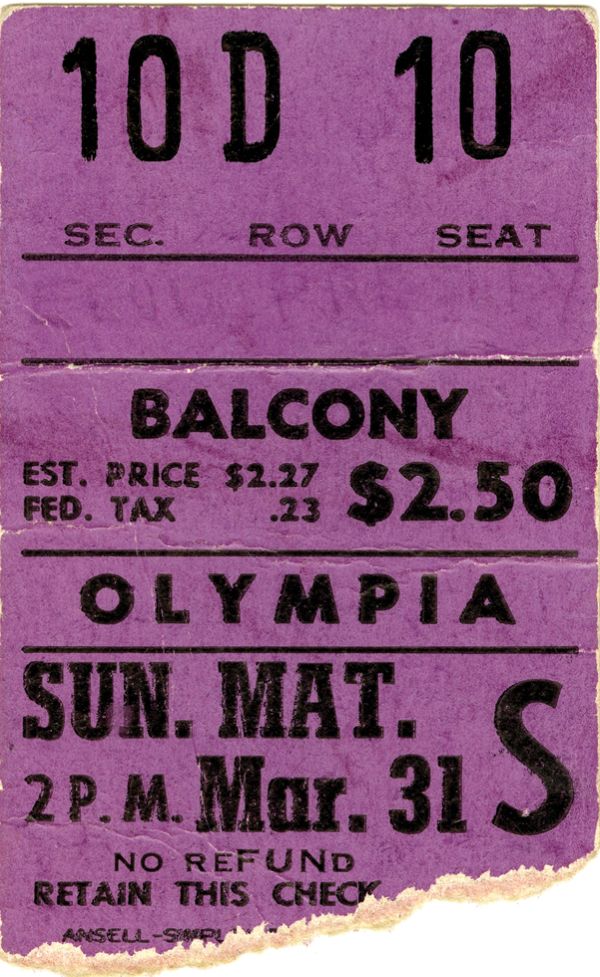 10 D 10
SEC. ROW SEAT
BALCONY
EST. PRICE $2.27 $2.50
FED. TAX .23
OLYMPIA
SUN. MAT. S
2 P.M. Mar. 31
NO REFUND
RETAIN THIS CHECK